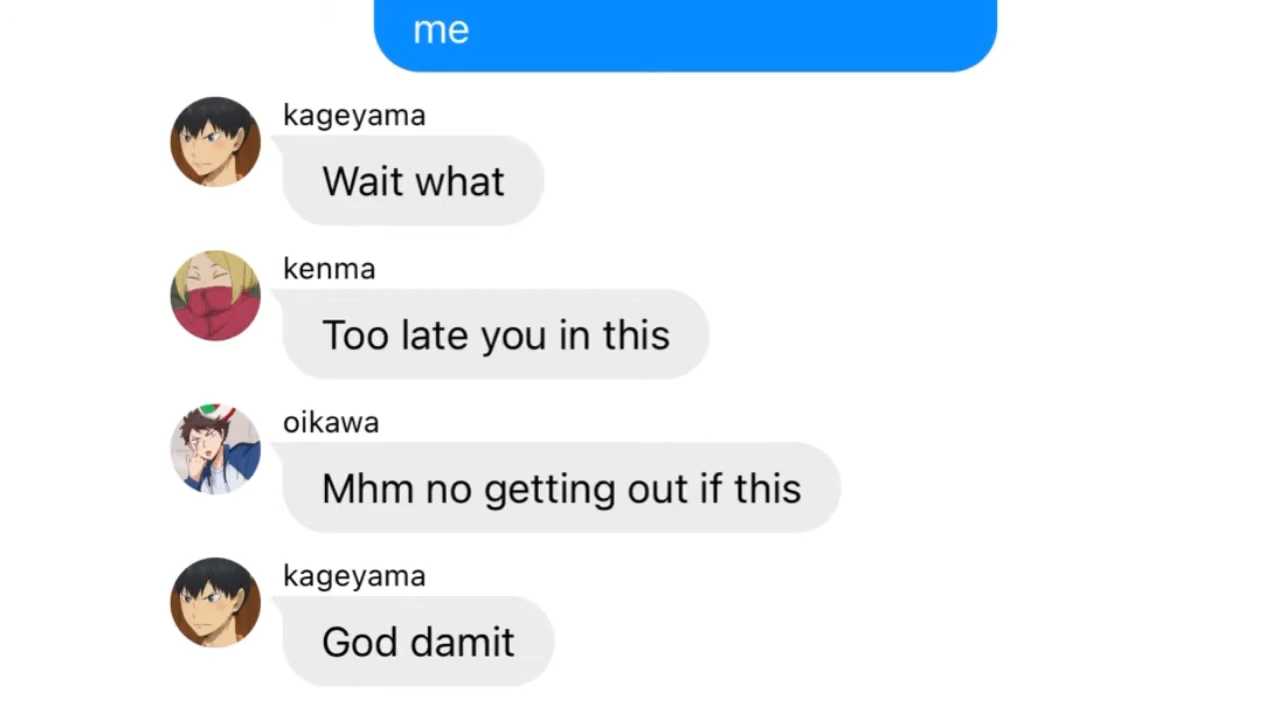 me
kageyama
Wait what
kenma
Too late you in this
oikawa
Mhm no getting out if this
kageyama
God damit